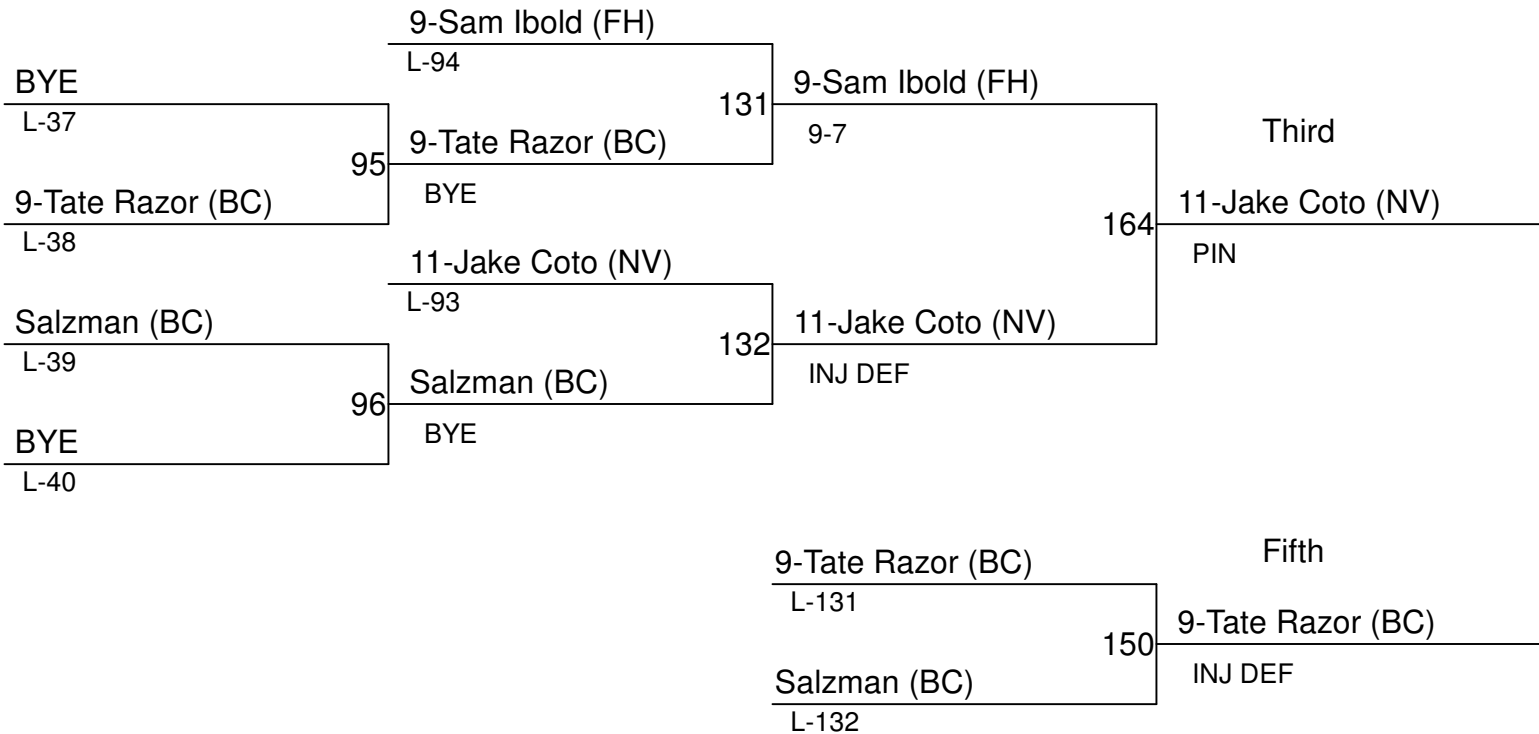 9-Sam Ibold (FH)
L-94
BYE
L-37
131
9-Sam Ibold (FH)
9-7
Third
95
9-Tate Razor (BC)
BYE
9-Tate Razor (BC)
L-38
164
11-Jake Coto (NV)
PIN
11-Jake Coto (NV)
L-93
Salzman (BC)
L-39
132
11-Jake Coto (NV)
INJ DEF
96
Salzman (BC)
BYE
BYE
L-40
9-Tate Razor (BC)
L-131
Fifth
150
9-Tate Razor (BC)
INJ DEF
Salzman (BC)
L-132